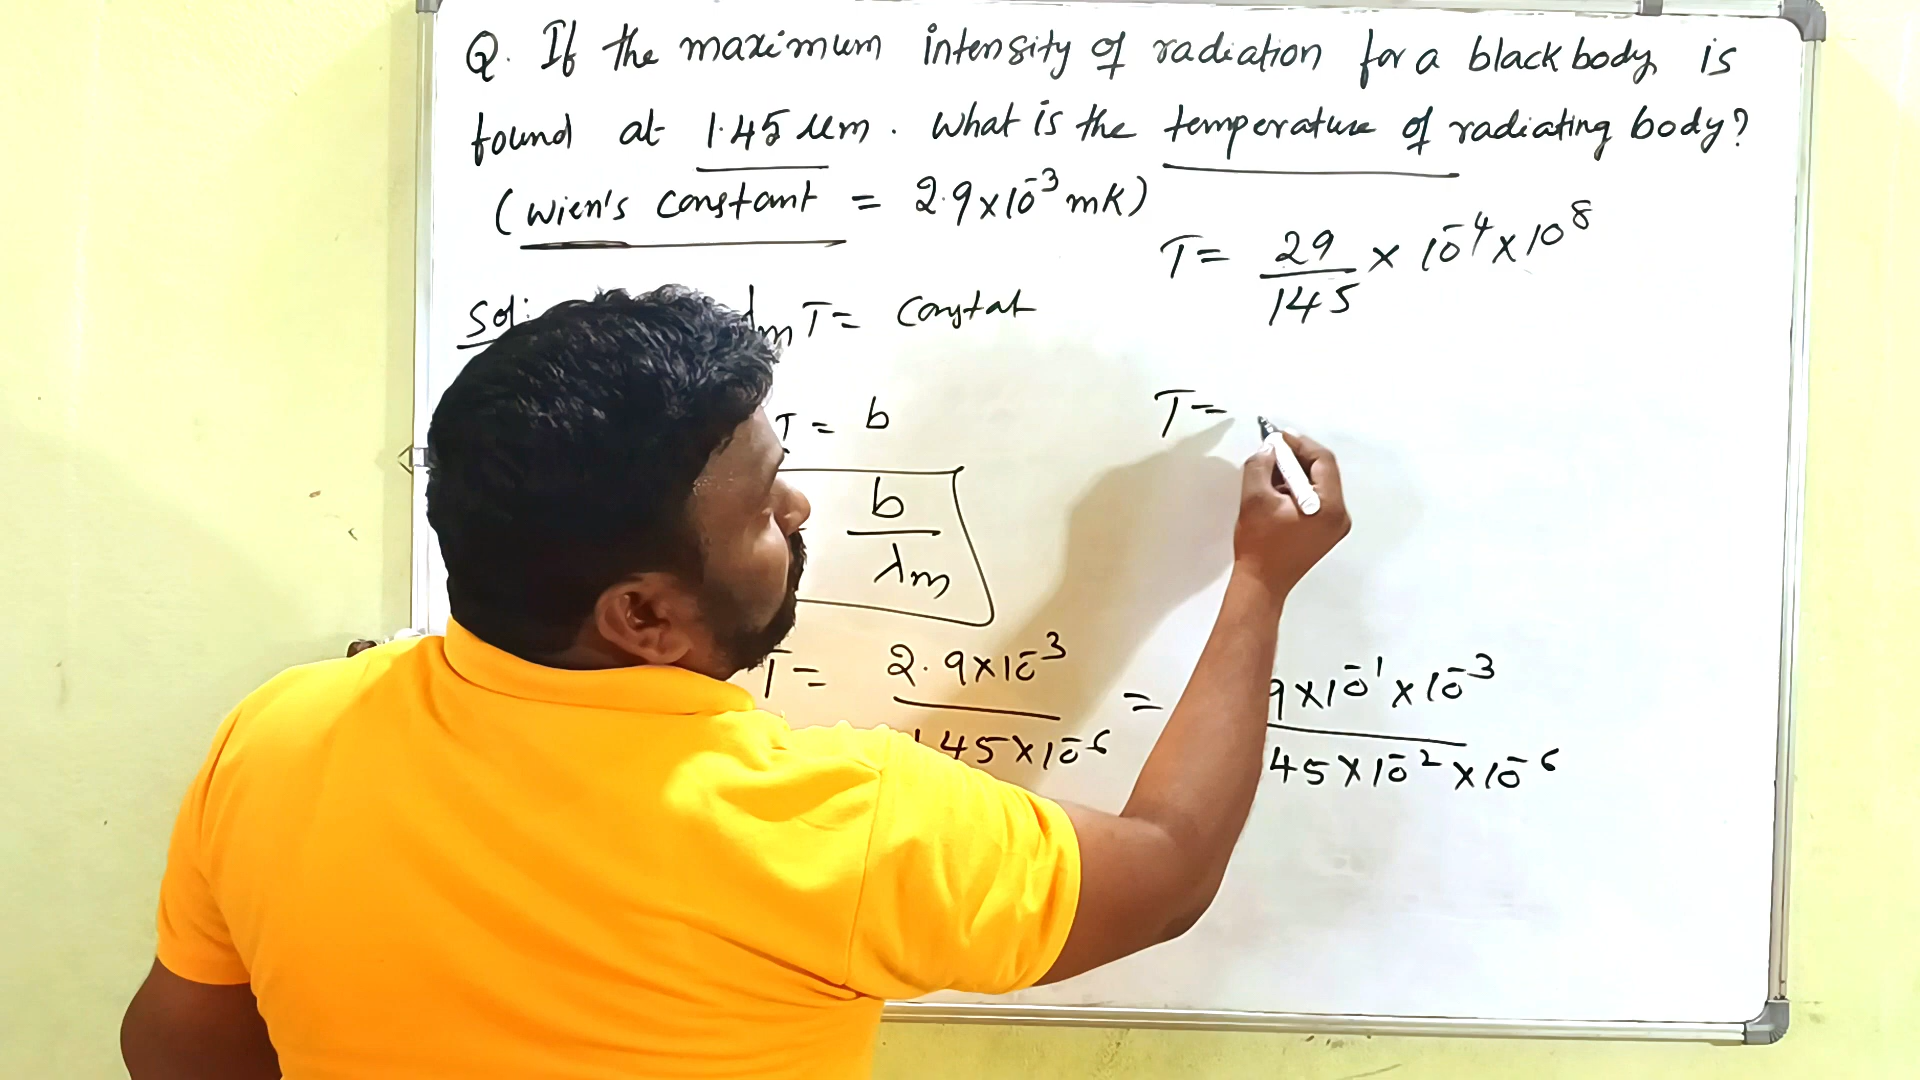 Q. If the maximum intensity of radiation for a black body is
found at 1.45 μm. What is the temperature of radiating body?
(Wien's constant = 2.9×10⁻³ mK)
Sol:
λm T = constat
T = b
b
λm
T = 2.9×10⁻³
1.45×10⁻⁶
= 9×10⁻¹×10⁻³
45×10⁻²×10⁻⁶
T = 29/145 × 10⁻⁴×10⁸
T =